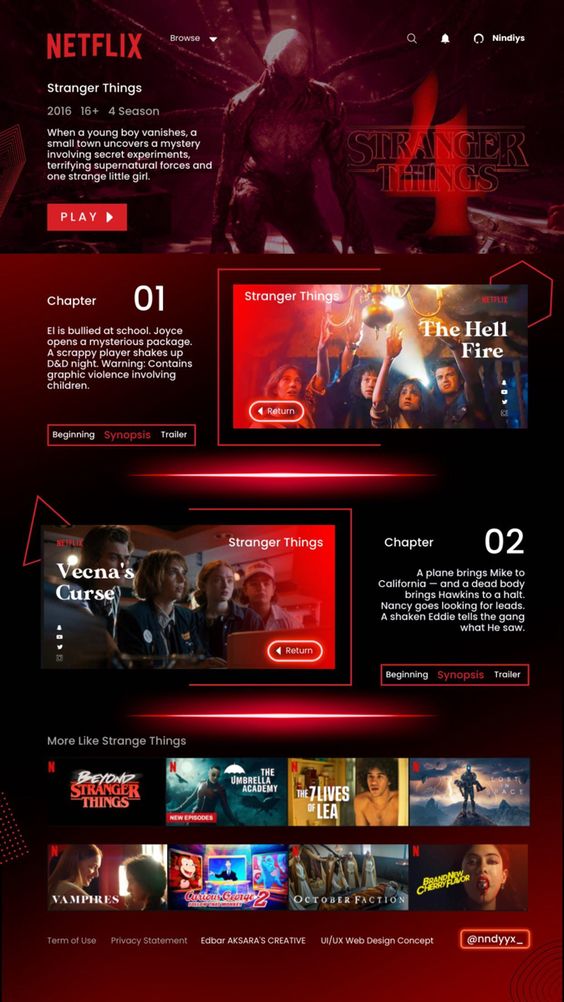 NETFLIX
Browse
Nindiys
Stranger Things
2016 16+ 4 Season
When a young boy vanishes, a
small town uncovers a mystery
involving secret experiments,
terrifying supernatural forces and
one strange little girl.
PLAY
4
STRANGER
THINGS
Chapter 01
El is bullied at school. Joyce
opens a mysterious package.
A scrappy player shakes up
D&D night. Warning: Contains
graphic violence involving
children.
Beginning Synopsis Trailer
Stranger Things
NETFLIX
The Hell
Fire
Return
NETFLIX
Stranger Things
Vecna's
Curse
Return
Chapter 02
A plane brings Mike to
California — and a dead body
brings Hawkins to a halt.
Nancy goes looking for leads.
A shaken Eddie tells the gang
what He saw.
Beginning Synopsis Trailer
More Like Strange Things
N
BEYOND
STRANGER
THINGS
N
THE
UMBRELLA
ACADEMY
NEW EPISODES
N
THE 7 LIVES
OF
LEA
N
LOST
IN
SPACE
N
VAMPIRES
Curious George
2
N
OCTOBER FACTION
N
BRAND NEW
CHERRY FLAVOR
Term of Use Privacy Statement Edbar AKSARA'S CREATIVE UI/UX Web Design Concept @nndyyx_